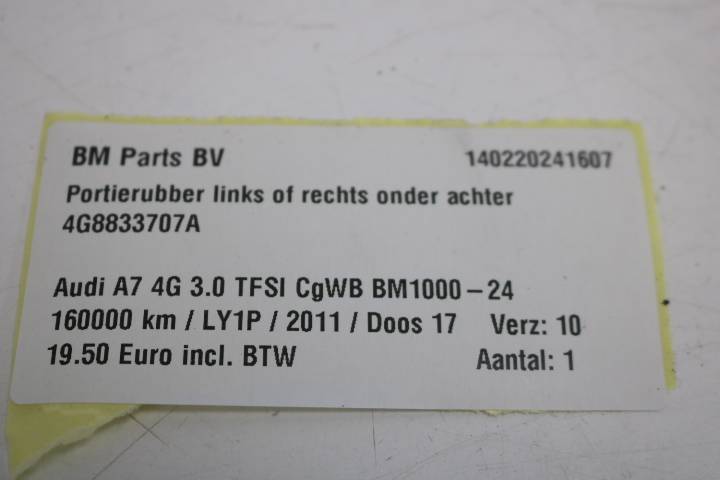 BM Parts BV 140220241607
Portierubber links of rechts onder achter
4G8833707A
Audi A7 4G 3.0 TFSI CgWB BM1000-24
160000 km / LY1P / 2011 / Doos 17 Verz: 10
19.50 Euro incl. BTW Aantal: 1